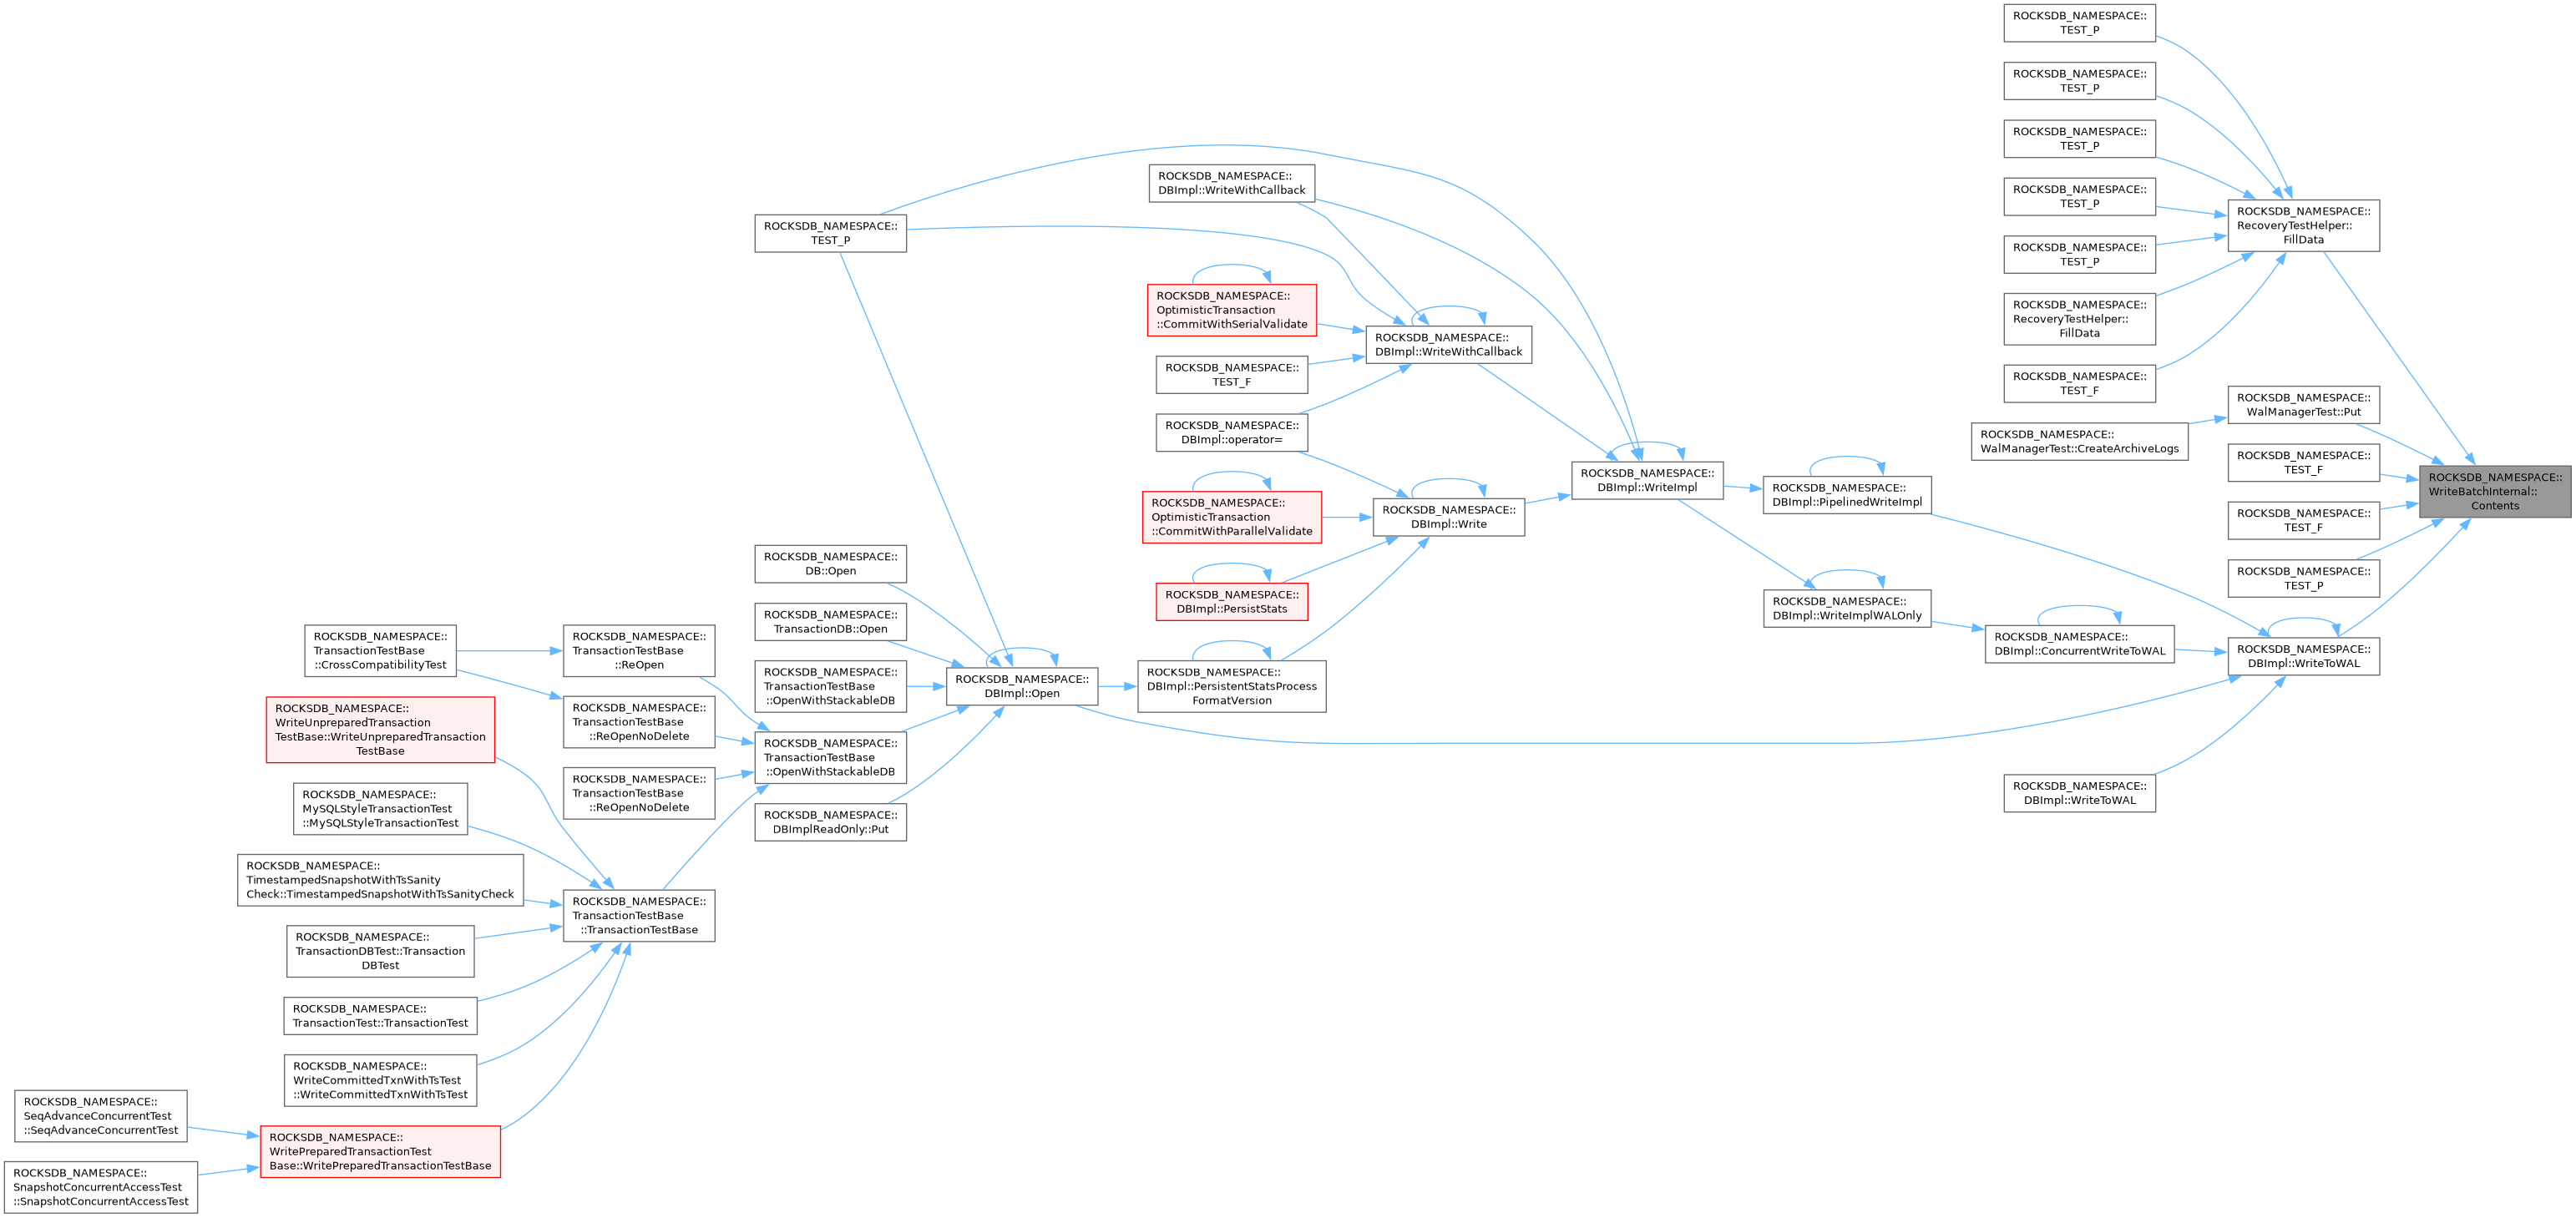 ROCKSDB_NAMESPACE::
TEST_P
ROCKSDB_NAMESPACE::
TEST_P
ROCKSDB_NAMESPACE::
TEST_P
ROCKSDB_NAMESPACE::
TEST_P
ROCKSDB_NAMESPACE::
TEST_P
ROCKSDB_NAMESPACE::
RecoveryTestHelper::
FillData
ROCKSDB_NAMESPACE::
TEST_F
ROCKSDB_NAMESPACE::
RecoveryTestHelper::
FillData
ROCKSDB_NAMESPACE::
WalManagerTest::Put
ROCKSDB_NAMESPACE::
WalManagerTest::CreateArchiveLogs
ROCKSDB_NAMESPACE::
TEST_F
ROCKSDB_NAMESPACE::
TEST_F
ROCKSDB_NAMESPACE::
TEST_P
ROCKSDB_NAMESPACE::
WriteBatchInternal::
Contents
ROCKSDB_NAMESPACE::
DBImpl::WriteToWAL
ROCKSDB_NAMESPACE::
DBImpl::WriteToWAL
ROCKSDB_NAMESPACE::
DBImpl::ConcurrentWriteToWAL
ROCKSDB_NAMESPACE::
DBImpl::WriteImplWALOnly
ROCKSDB_NAMESPACE::
DBImpl::PipelinedWriteImpl
ROCKSDB_NAMESPACE::
DBImpl::WriteImpl
ROCKSDB_NAMESPACE::
DBImpl::WriteWithCallback
ROCKSDB_NAMESPACE::
DBImpl::Write
ROCKSDB_NAMESPACE::
DBImpl::WriteWithCallback
ROCKSDB_NAMESPACE::
OptimisticTransaction
::CommitWithSerialValidate
ROCKSDB_NAMESPACE::
TEST_F
ROCKSDB_NAMESPACE::
DBImpl::operator=
ROCKSDB_NAMESPACE::
OptimisticTransaction
::CommitWithParallelValidate
ROCKSDB_NAMESPACE::
DBImpl::PersistStats
ROCKSDB_NAMESPACE::
DBImpl::PersistentStatsProcess
FormatVersion
ROCKSDB_NAMESPACE::
DBImpl::Open
ROCKSDB_NAMESPACE::
TEST_P
ROCKSDB_NAMESPACE::
DB::Open
ROCKSDB_NAMESPACE::
TransactionDB::Open
ROCKSDB_NAMESPACE::
TransactionTestBase
::OpenWithStackableDB
ROCKSDB_NAMESPACE::
TransactionTestBase
::OpenWithStackableDB
ROCKSDB_NAMESPACE::
DBImplReadOnly::Put
ROCKSDB_NAMESPACE::
TransactionTestBase
::ReOpen
ROCKSDB_NAMESPACE::
TransactionTestBase
::ReOpenNoDelete
ROCKSDB_NAMESPACE::
TransactionTestBase
::ReOpenNoDelete
ROCKSDB_NAMESPACE::
TransactionTestBase
::TransactionTestBase
ROCKSDB_NAMESPACE::
TransactionTestBase
::CrossCompatibilityTest
ROCKSDB_NAMESPACE::
WriteUnpreparedTransaction
TestBase::WriteUnpreparedTransaction
TestBase
ROCKSDB_NAMESPACE::
MySQLStyleTransactionTest
::MySQLStyleTransactionTest
ROCKSDB_NAMESPACE::
TimestampedSnapshotWithTsSanity
Check::TimestampedSnapshotWithTsSanityCheck
ROCKSDB_NAMESPACE::
TransactionDBTest::Transaction
DBTest
ROCKSDB_NAMESPACE::
TransactionTest::TransactionTest
ROCKSDB_NAMESPACE::
WriteCommittedTxnWithTsTest
::WriteCommittedTxnWithTsTest
ROCKSDB_NAMESPACE::
WritePreparedTransactionTest
Base::WritePreparedTransactionTestBase
ROCKSDB_NAMESPACE::
SeqAdvanceConcurrentTest
::SeqAdvanceConcurrentTest
ROCKSDB_NAMESPACE::
SnapshotConcurrentAccessTest
::SnapshotConcurrentAccessTest